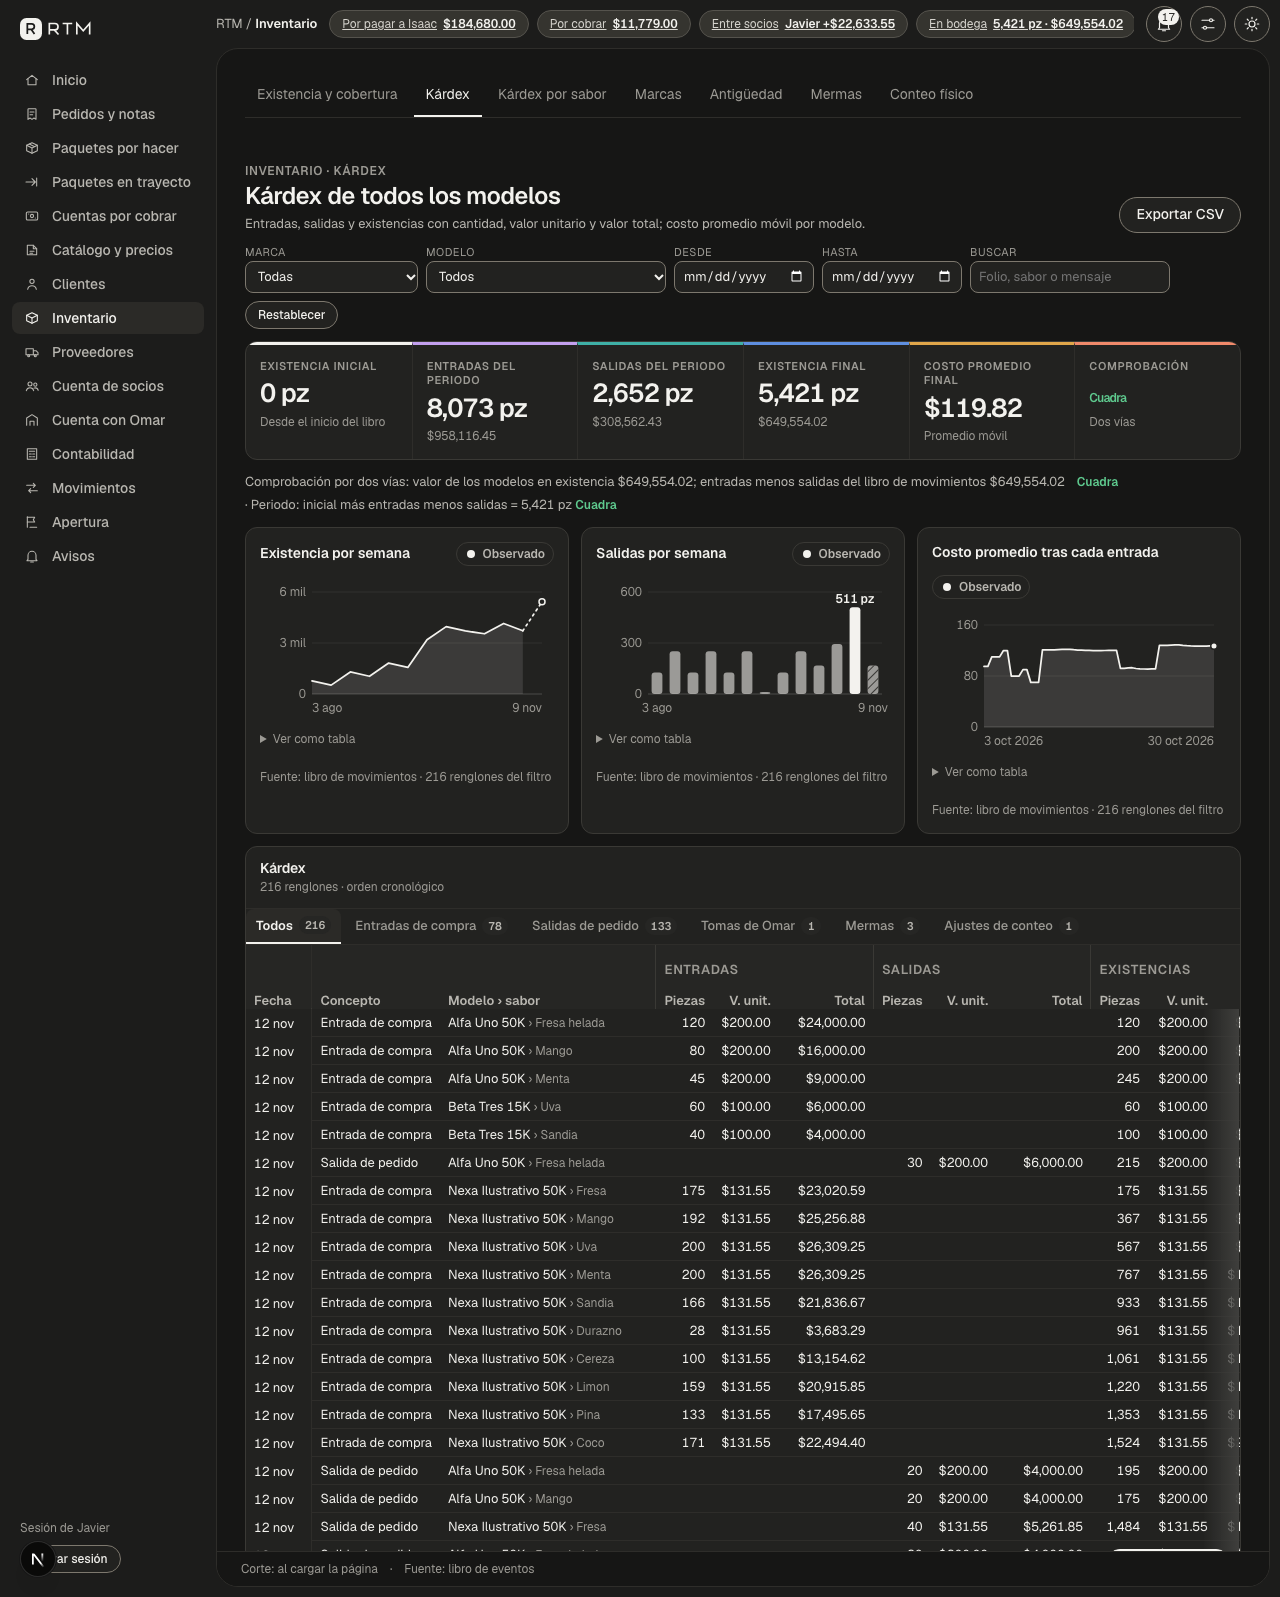 R RTM
RTM / Inventario
Por pagar a Isaac $184,680.00
Por cobrar $11,779.00
Entre socios Javier +$22,633.55
En bodega 5,421 pz · $649,554.02
17
Inicio
Pedidos y notas
Paquetes por hacer
Paquetes en trayecto
Cuentas por cobrar
Catálogo y precios
Clientes
Inventario
Proveedores
Cuenta de socios
Cuenta con Omar
Contabilidad
Movimientos
Apertura
Avisos
Sesión de Javier
N
ar sesión
Existencia y cobertura Kárdex Kárdex por sabor Marcas Antigüedad Mermas Conteo físico
INVENTARIO · KÁRDEX
Kárdex de todos los modelos
Entradas, salidas y existencias con cantidad, valor unitario y valor total; costo promedio móvil por modelo.
Exportar CSV
MARCA MODELO DESDE HASTA BUSCAR
Todas Todos mm/dd/yyyy mm/dd/yyyy Folio, sabor o mensaje
Restablecer
EXISTENCIA INICIAL
0 pz
Desde el inicio del libro
ENTRADAS DEL PERIODO
8,073 pz
$958,116.45
SALIDAS DEL PERIODO
2,652 pz
$308,562.43
EXISTENCIA FINAL
5,421 pz
$649,554.02
COSTO PROMEDIO FINAL
$119.82
Promedio móvil
COMPROBACIÓN
Cuadra
Dos vías
Comprobación por dos vías: valor de los modelos en existencia $649,554.02; entradas menos salidas del libro de movimientos $649,554.02 Cuadra
· Periodo: inicial más entradas menos salidas = 5,421 pz Cuadra
Existencia por semana
Observado
6 mil
3 mil
0
3 ago 9 nov
Ver como tabla
Fuente: libro de movimientos · 216 renglones del filtro
Salidas por semana
Observado
600
511 pz
300
0
3 ago 9 nov
Ver como tabla
Fuente: libro de movimientos · 216 renglones del filtro
Costo promedio tras cada entrada
Observado
160
80
0
3 oct 2026 30 oct 2026
Ver como tabla
Fuente: libro de movimientos · 216 renglones del filtro
Kárdex
216 renglones · orden cronológico
Todos 216 Entradas de compra 78 Salidas de pedido 133 Tomas de Omar 1 Mermas 3 Ajustes de conteo 1
ENTRADAS SALIDAS EXISTENCIAS
Fecha Concepto Modelo › sabor Piezas V. unit. Total Piezas V. unit. Total Piezas V. unit.
12 nov Entrada de compra Alfa Uno 50K › Fresa helada 120 $200.00 $24,000.00 120 $200.00
12 nov Entrada de compra Alfa Uno 50K › Mango 80 $200.00 $16,000.00 200 $200.00
12 nov Entrada de compra Alfa Uno 50K › Menta 45 $200.00 $9,000.00 245 $200.00
12 nov Entrada de compra Beta Tres 15K › Uva 60 $100.00 $6,000.00 60 $100.00
12 nov Entrada de compra Beta Tres 15K › Sandia 40 $100.00 $4,000.00 100 $100.00
12 nov Salida de pedido Alfa Uno 50K › Fresa helada 30 $200.00 $6,000.00 215 $200.00
12 nov Entrada de compra Nexa Ilustrativo 50K › Fresa 175 $131.55 $23,020.59 175 $131.55
12 nov Entrada de compra Nexa Ilustrativo 50K › Mango 192 $131.55 $25,256.88 367 $131.55
12 nov Entrada de compra Nexa Ilustrativo 50K › Uva 200 $131.55 $26,309.25 567 $131.55
12 nov Entrada de compra Nexa Ilustrativo 50K › Menta 200 $131.55 $26,309.25 767 $131.55 $
12 nov Entrada de compra Nexa Ilustrativo 50K › Sandia 166 $131.55 $21,836.67 933 $131.55 $
12 nov Entrada de compra Nexa Ilustrativo 50K › Durazno 28 $131.55 $3,683.29 961 $131.55 $
12 nov Entrada de compra Nexa Ilustrativo 50K › Cereza 100 $131.55 $13,154.62 1,061 $131.55 $
12 nov Entrada de compra Nexa Ilustrativo 50K › Limon 159 $131.55 $20,915.85 1,220 $131.55 $
12 nov Entrada de compra Nexa Ilustrativo 50K › Pina 133 $131.55 $17,495.65 1,353 $131.55 $
12 nov Entrada de compra Nexa Ilustrativo 50K › Coco 171 $131.55 $22,494.40 1,524 $131.55 $
12 nov Salida de pedido Alfa Uno 50K › Fresa helada 20 $200.00 $4,000.00 195 $200.00
12 nov Salida de pedido Alfa Uno 50K › Mango 20 $200.00 $4,000.00 175 $200.00
12 nov Salida de pedido Nexa Ilustrativo 50K › Fresa 40 $131.55 $5,261.85 1,484 $131.55 $
Corte: al cargar la página · Fuente: libro de eventos